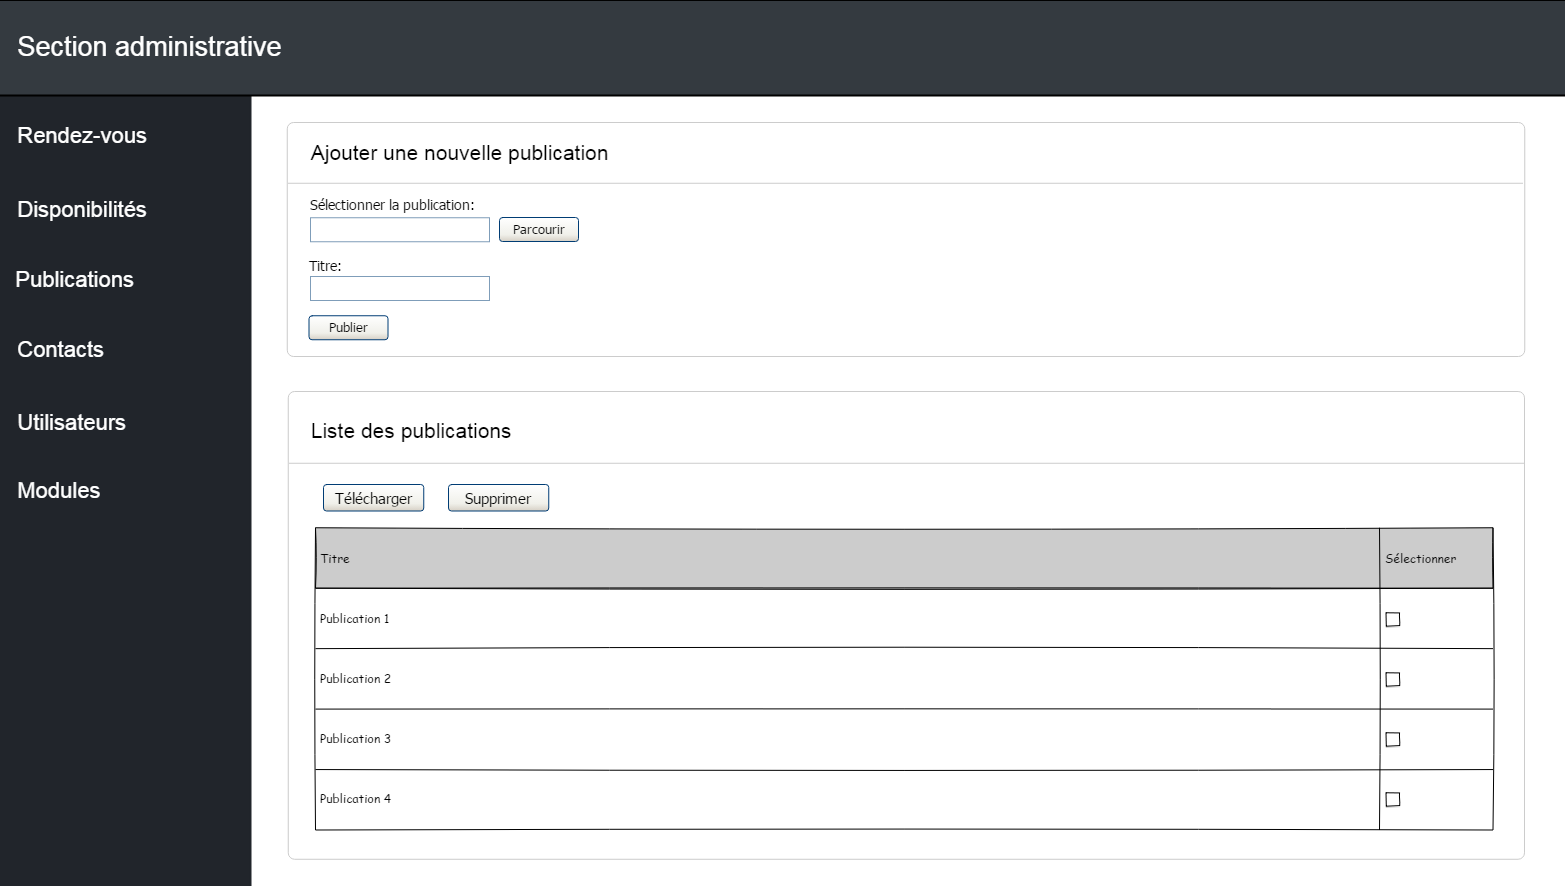 Section administrative
Rendez-vous
Disponibilités
Publications
Contacts
Utilisateurs
Modules
Ajouter une nouvelle publication
Sélectionner la publication:
Parcourir
Titre:
Publier
Liste des publications
Télécharger Supprimer
Titre Sélectionner
Publication 1
Publication 2
Publication 3
Publication 4